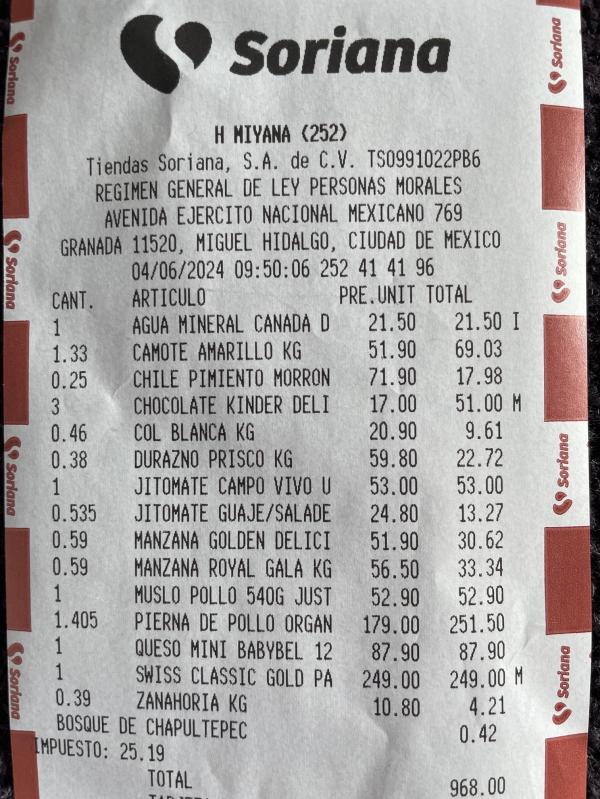 Soriana
H MIYANA (252)
Tiendas Soriana, S.A. de C.V. TSO991022PB6
REGIMEN GENERAL DE LEY PERSONAS MORALES
AVENIDA EJERCITO NACIONAL MEXICANO 769
GRANADA 11520, MIGUEL HIDALGO, CIUDAD DE MEXICO
04/06/2024 09:50:06 252 41 41 96
CANT. ARTICULO PRE.UNIT TOTAL
1 AGUA MINERAL CANADA D 21.50 21.50 I
1.33 CAMOTE AMARILLO KG 51.90 69.03
0.25 CHILE PIMIENTO MORRON 71.90 17.98
3 CHOCOLATE KINDER DELI 17.00 51.00 M
0.46 COL BLANCA KG 20.90 9.61
0.38 DURAZNO PRISCO KG 59.80 22.72
1 JITOMATE CAMPO VIVO U 53.00 53.00
0.535 JITOMATE GUAJE/SALADE 24.80 13.27
0.59 MANZANA GOLDEN DELICI 51.90 30.62
0.59 MANZANA ROYAL GALA KG 56.50 33.34
1 MUSLO POLLO 540G JUST 52.90 52.90
1.405 PIERNA DE POLLO ORGAN 179.00 251.50
1 QUESO MINI BABYBEL 12 87.90 87.90
1 SWISS CLASSIC GOLD PA 249.00 249.00 M
0.39 ZANAHORIA KG 10.80 4.21
BOSQUE DE CHAPULTEPEC 0.42
IMPUESTO: 25.19
TOTAL 968.00
Soriana
Soriana
Soriana
Soriana
Soriana
Soriana
Soriana
Soriana